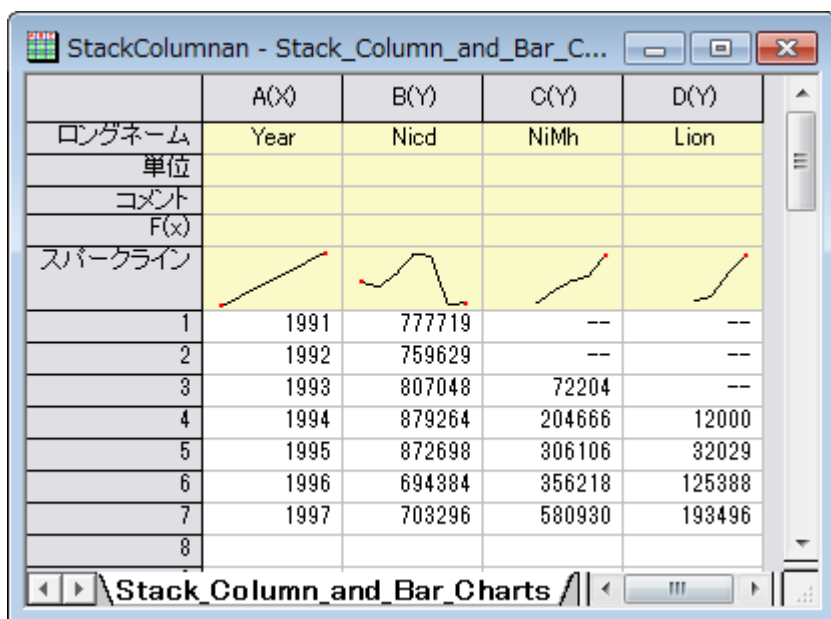 StackColumnan - Stack_Column_and_Bar_C...
A(X) B(Y) C(Y) D(Y)
ロングネーム Year Nicd NiMh Lion
単位
コメント
F(x)
スパークライン
1 1991 777719 -- --
2 1992 759629 -- --
3 1993 807048 72204 --
4 1994 879264 204666 12000
5 1995 872698 306106 32029
6 1996 694384 356218 125388
7 1997 703296 580930 193496
8
\Stack_Column_and_Bar_Charts /